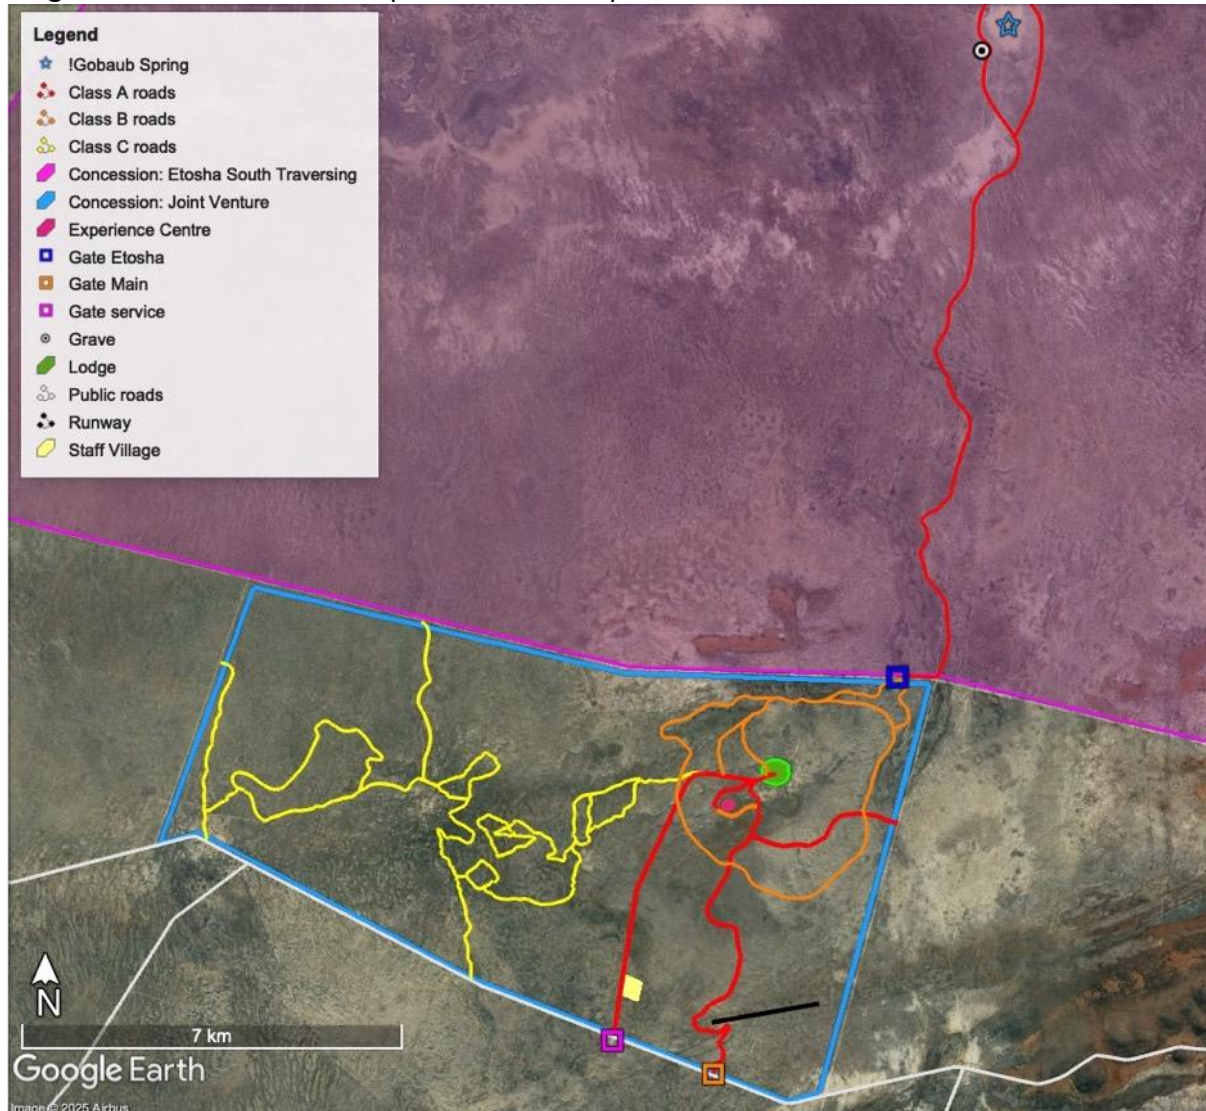 Legend
!Gobaub Spring
Class A roads
Class B roads
Class C roads
Concession: Etosha South Traversing
Concession: Joint Venture
Experience Centre
Gate Etosha
Gate Main
Gate service
Grave
Lodge
Public roads
Runway
Staff Village
N
7 km
Google Earth
Image © 2025 Airbus